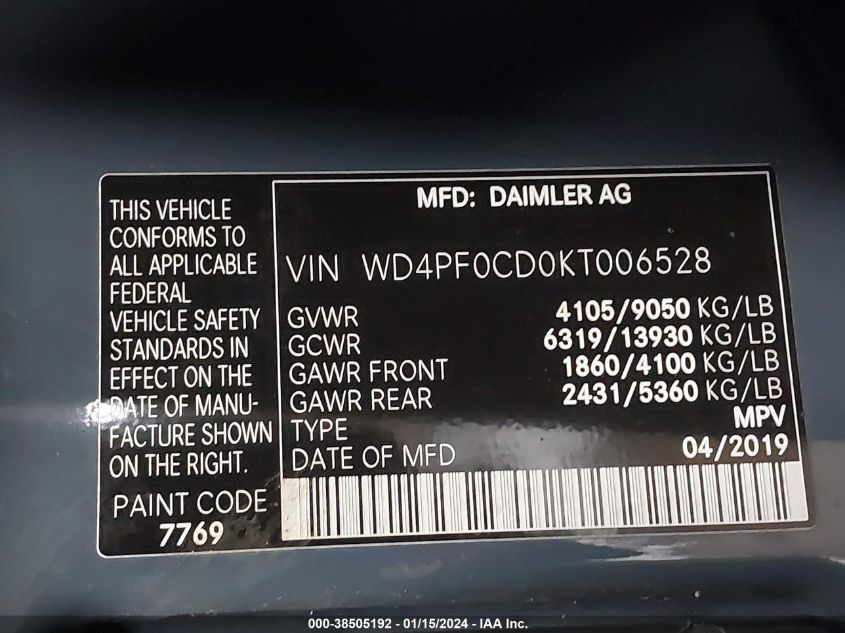 THIS VEHICLE
CONFORMS TO
ALL APPLICABLE
FEDERAL
VEHICLE SAFETY
STANDARDS IN
EFFECT ON THE
DATE OF MANU-
FACTURE SHOWN
ON THE RIGHT.
PAINT CODE
7769
MFD: DAIMLER AG
VIN WD4PF0CD0KT006528
GVWR 4105/9050 KG/LB
GCWR 6319/13930 KG/LB
GAWR FRONT 1860/4100 KG/LB
GAWR REAR 2431/5360 KG/LB
TYPE MPV
DATE OF MFD 04/2019
000-38505192 - 01/15/2024 - IAA Inc.